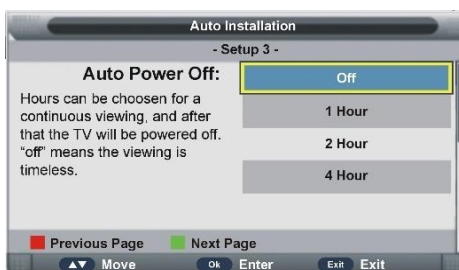 Auto Installation
- Setup 3 -
Auto Power Off:
Hours can be choosen for a
continuous viewing, and after
that the TV will be powered off.
"off" means the viewing is
timeless.
Off
1 Hour
2 Hour
4 Hour
Previous Page Next Page
▲▼ Move Ok Enter Exit Exit